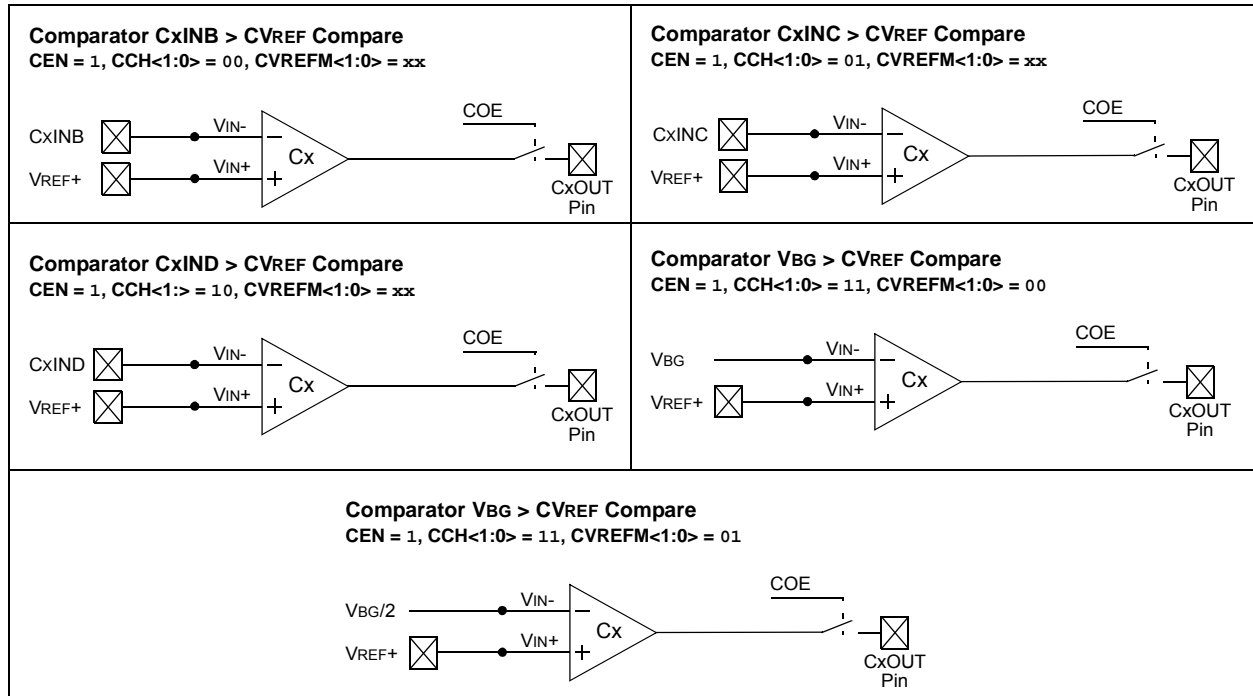 Comparator CxINB > CVREF Compare
CEN = 1, CCH<1:0> = 00, CVREFM<1:0> = xx
COE
CXINB
VIN-
–
Cx
VREF+
VIN+
+
CxOUT
Pin
Comparator CxINC > CVREF Compare
CEN = 1, CCH<1:0> = 01, CVREFM<1:0> = xx
COE
CXINC
VIN-
–
Cx
VREF+
VIN+
+
CxOUT
Pin
Comparator CxIND > CVREF Compare
CEN = 1, CCH<1:> = 10, CVREFM<1:0> = xx
COE
CXIND
VIN-
–
Cx
VREF+
VIN+
+
CxOUT
Pin
Comparator VBG > CVREF Compare
CEN = 1, CCH<1:0> = 11, CVREFM<1:0> = 00
COE
VBG
VIN-
–
Cx
VREF+
VIN+
+
CxOUT
Pin
Comparator VBG > CVREF Compare
CEN = 1, CCH<1:0> = 11, CVREFM<1:0> = 01
COE
VBG/2
VIN-
–
Cx
VREF+
VIN+
+
CxOUT
Pin